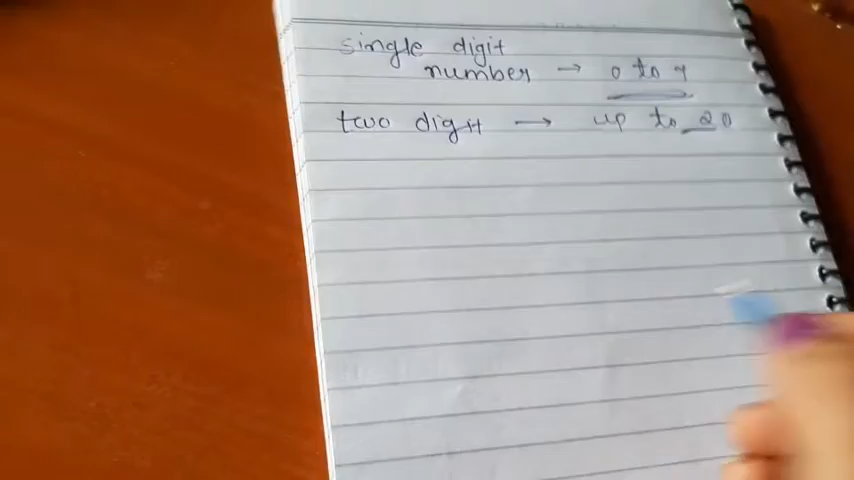 single digit
number → 0 to 9
two digit → up to 20